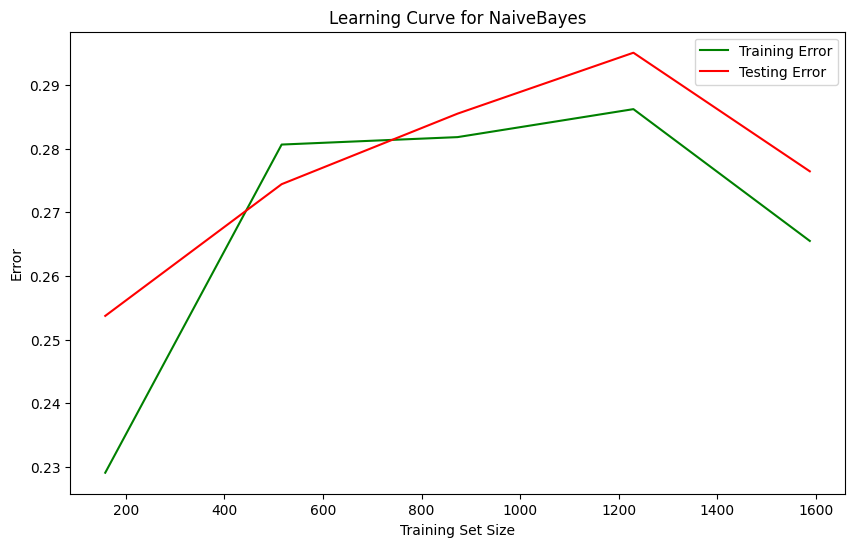 Learning Curve for NaiveBayes
Training Error
Testing Error
0.29
0.28
0.27
0.26
0.25
0.24
0.23
Error
200 400 600 800 1000 1200 1400 1600
Training Set Size